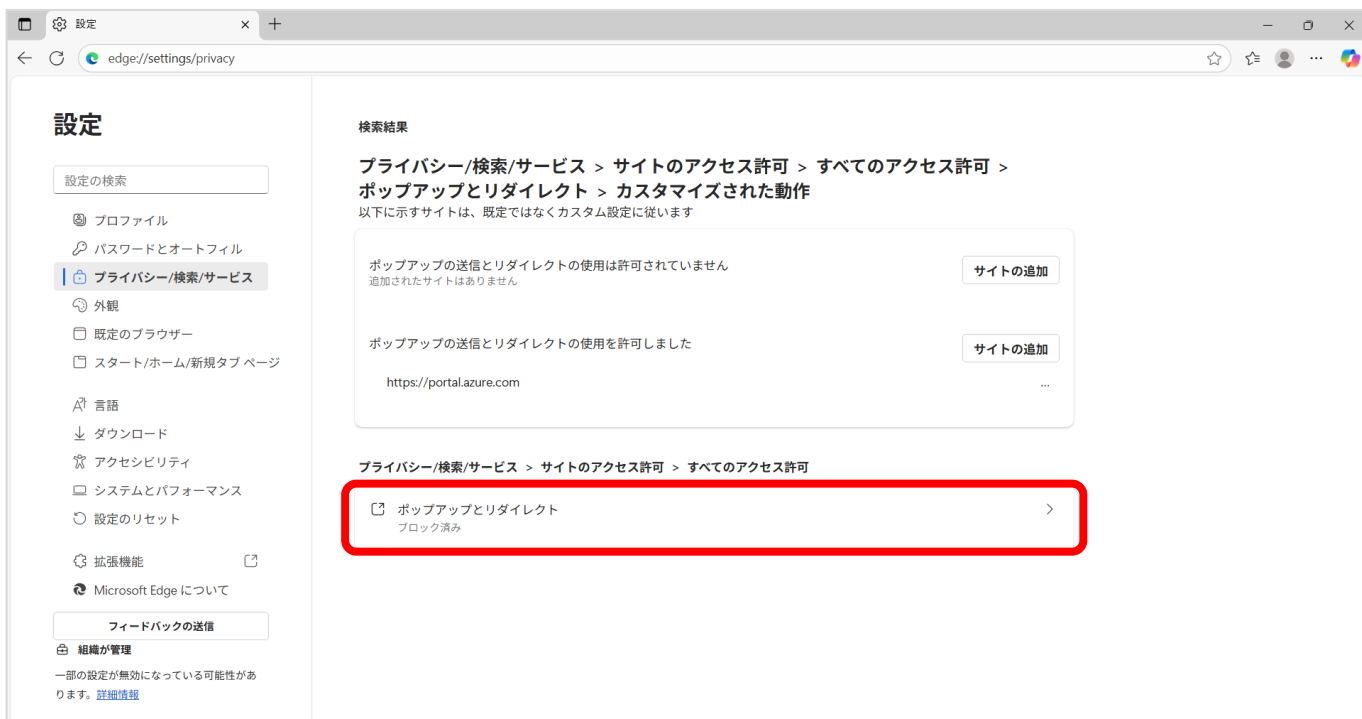 設定
edge://settings/privacy
設定
設定の検索
プロファイル
パスワードとオートフィル
プライバシー/検索/サービス
外観
既定のブラウザー
スタート/ホーム/新規タブ ページ
言語
ダウンロード
アクセシビリティ
システムとパフォーマンス
設定のリセット
拡張機能
Microsoft Edge について
フィードバックの送信
組織が管理
一部の設定が無効になっている可能性があ
ります。詳細情報
検索結果
プライバシー/検索/サービス > サイトのアクセス許可 > すべてのアクセス許可 >
ポップアップとリダイレクト > カスタマイズされた動作
以下に示すサイトは、既定ではなくカスタム設定に従います
ポップアップの送信とリダイレクトの使用は許可されていません
サイトの追加
追加されたサイトはありません
ポップアップの送信とリダイレクトの使用を許可しました
サイトの追加
https://portal.azure.com
...
プライバシー/検索/サービス > サイトのアクセス許可 > すべてのアクセス許可
ポップアップとリダイレクト
ブロック済み